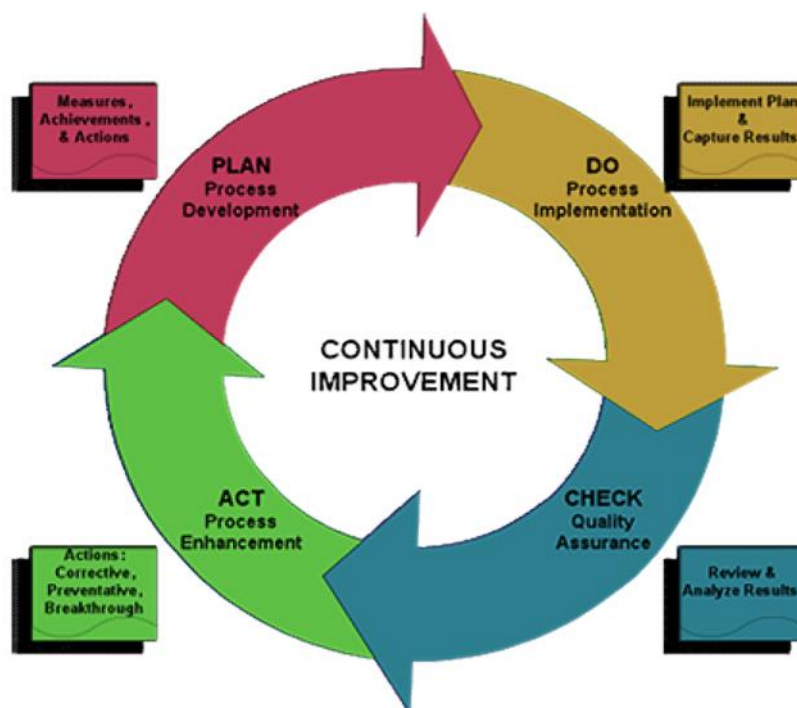 Measures,
Achievements,
& Actions
PLAN
Process
Development
DO
Process
Implementation
Implement Plan
&
Capture Results
CONTINUOUS
IMPROVEMENT
ACT
Process
Enhancement
CHECK
Quality
Assurance
Actions:
Corrective,
Preventative,
Breakthrough
Review &
Analyze Results